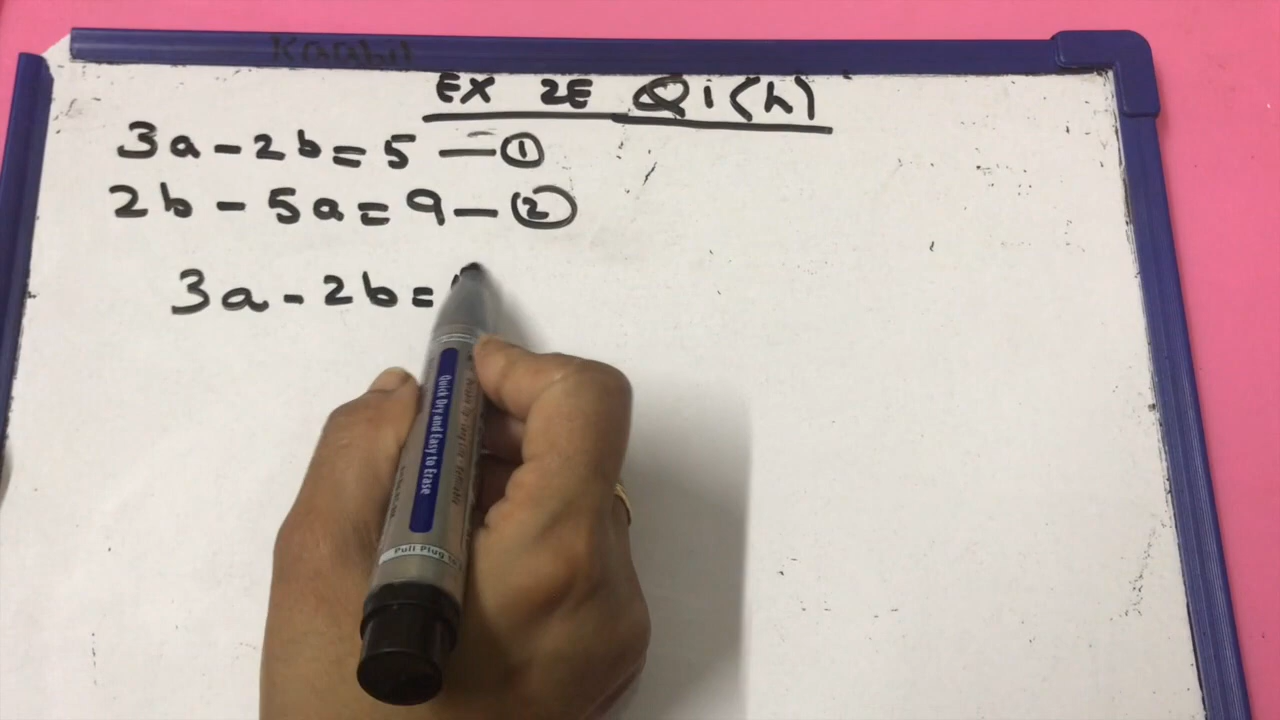 EX 2E Q1(h)
3a - 2b = 5 — ①
2b - 5a = 9 — ②
3a - 2b =
Quick Dry and Easy to Erase
Pull Plug to